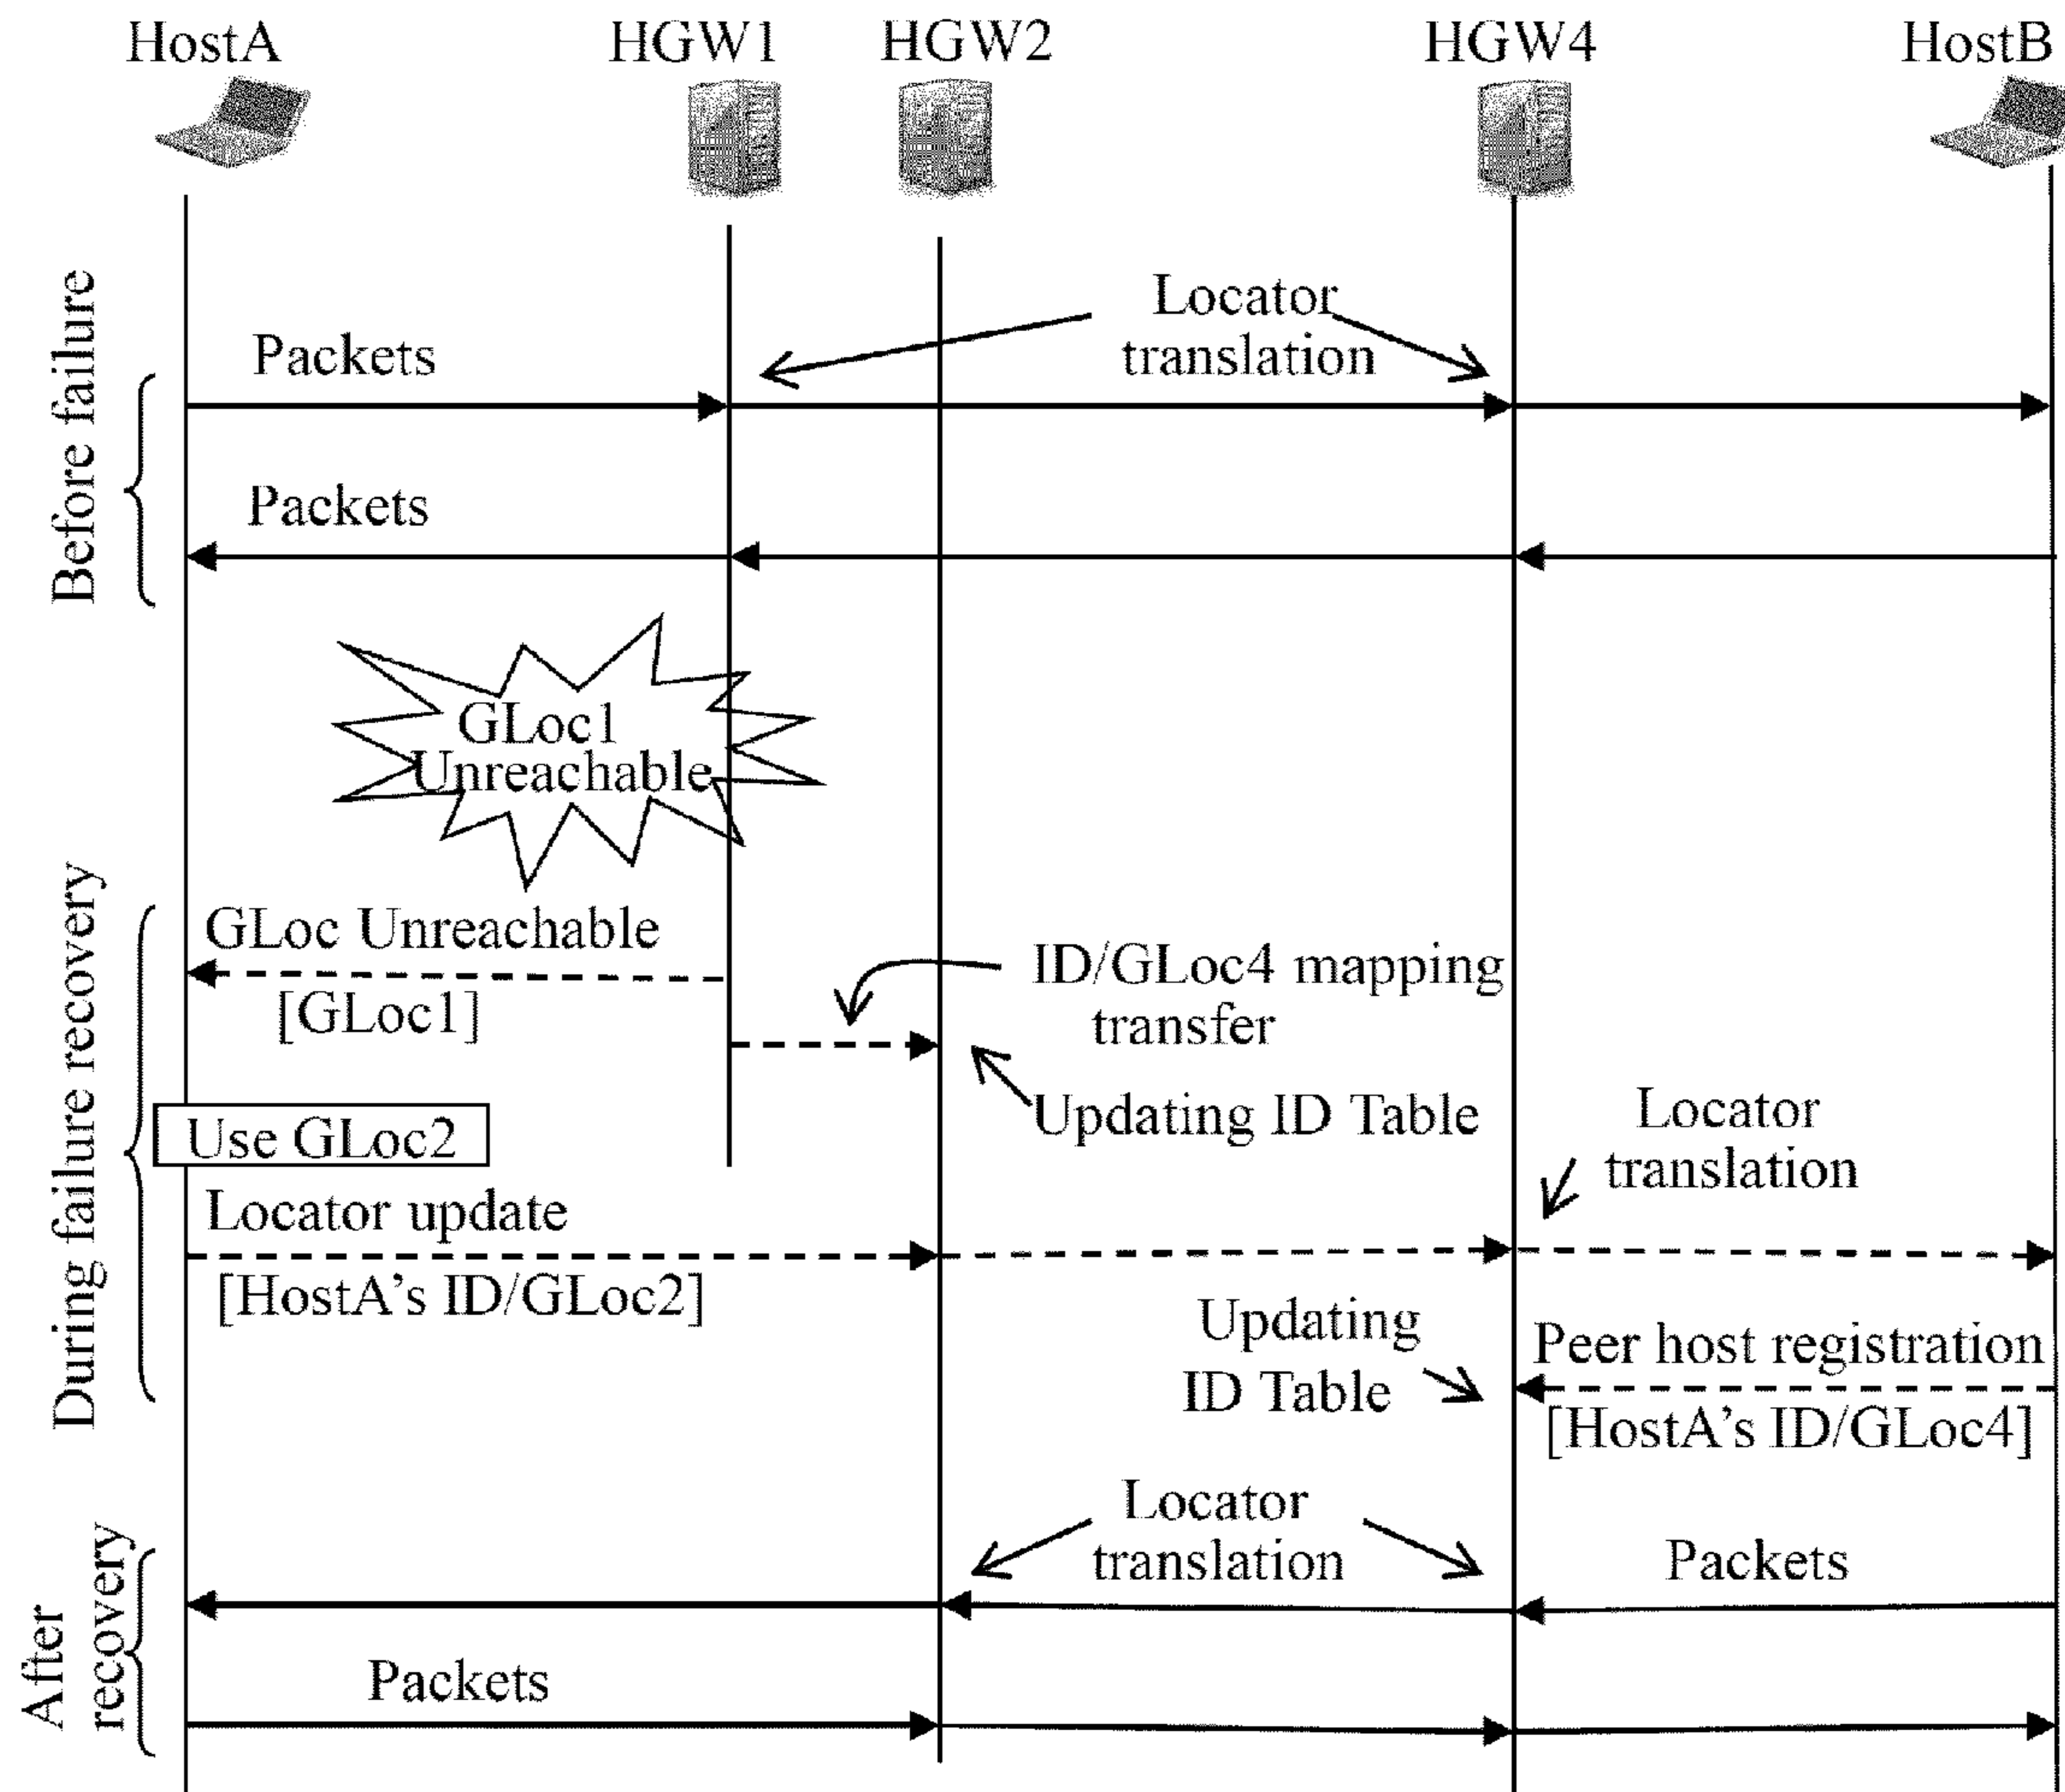 HostA
HGW1
HGW2
HGW4
HostB
Before failure
Locator
translation
Packets
Packets
GLoc1
Unreachable
During failure recovery
GLoc Unreachable
[GLoc1]
ID/GLoc4 mapping
transfer
Updating ID Table
Use GLoc2
Locator
translation
Locator update
[HostA's ID/GLoc2]
Updating
ID Table
Peer host registration
[HostA's ID/GLoc4]
After
recovery
Locator
translation
Packets
Packets